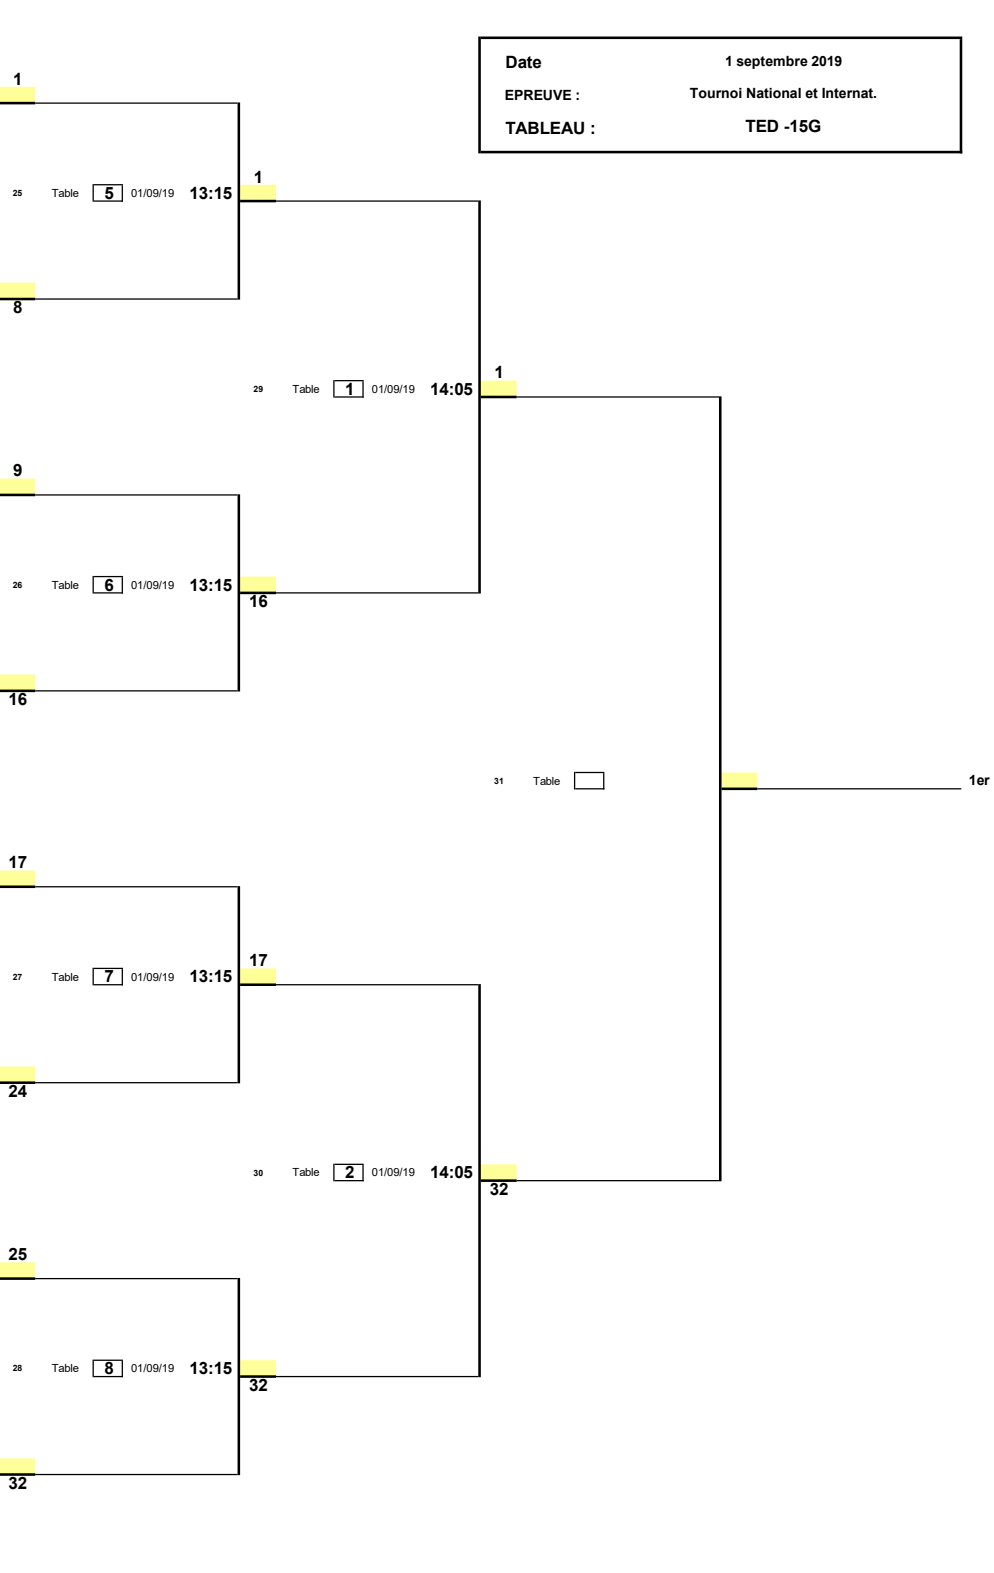 Date 1 septembre 2019
1
EPREUVE : Tournoi National et Internat.
TABLEAU : TED -15G
1
25 Table 5 01/09/19 13:15
8
1
29 Table 1 01/09/19 14:05
9
26 Table 6 01/09/19 13:15
16
16
31 Table 1er
17
17
27 Table 7 01/09/19 13:15
24
30 Table 2 01/09/19 14:05
32
25
28 Table 8 01/09/19 13:15
32
32